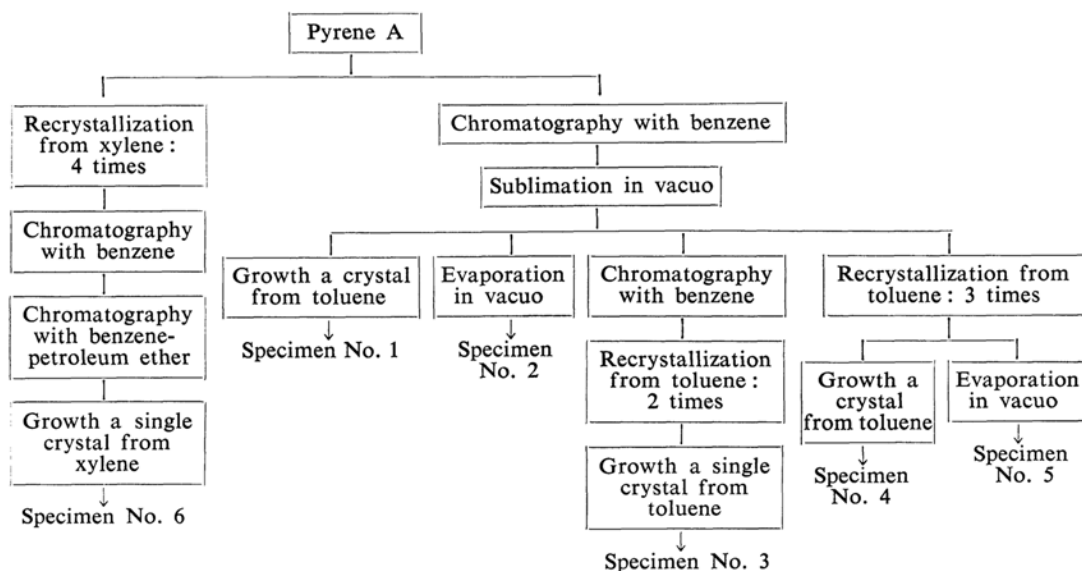 Pyrene A
Recrystallization
from xylene:
4 times
Chromatography
with benzene
Chromatography
with benzene-
petroleum ether
Growth a single
crystal from
xylene
Specimen No. 6
Chromatography with benzene
Sublimation in vacuo
Growth a crystal
from toluene
Specimen No. 1
Evaporation
in vacuo
Specimen
No. 2
Chromatography
with benzene
Recrystallization
from toluene:
2 times
Growth a single
crystal from
toluene
Specimen No. 3
Recrystallization from
toluene: 3 times
Growth a
crystal
from toluene
Specimen
No. 4
Evaporation
in vacuo
Specimen
No. 5